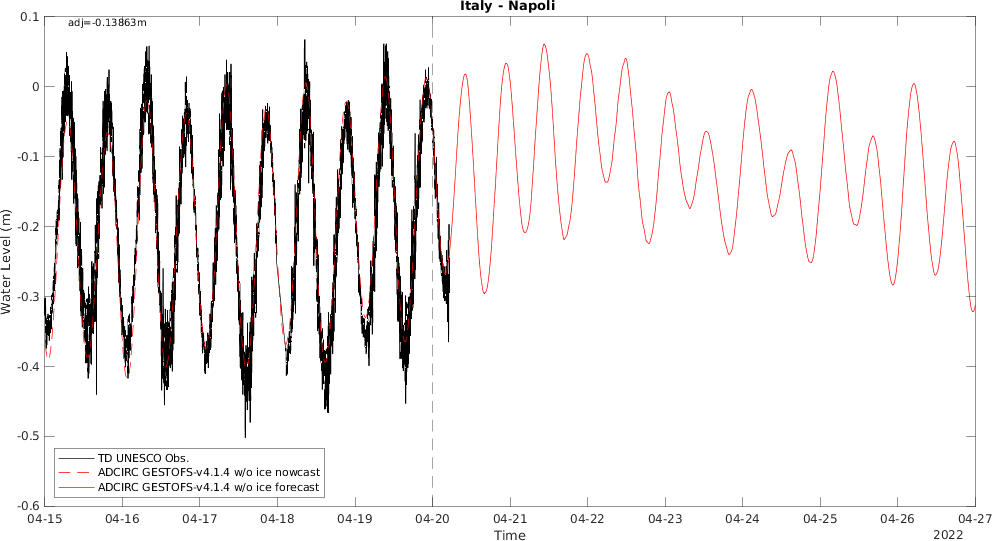 Italy - Napoli
adj=-0.13863m
0.1
0
-0.1
-0.2
-0.3
-0.4
-0.5
-0.6
Water Level (m)
TD UNESCO Obs.
ADCIRC GESTOFS-v4.1.4 w/o ice nowcast
ADCIRC GESTOFS-v4.1.4 w/o ice forecast
04-15 04-16 04-17 04-18 04-19 04-20 04-21 04-22 04-23 04-24 04-25 04-26 04-27
Time
2022